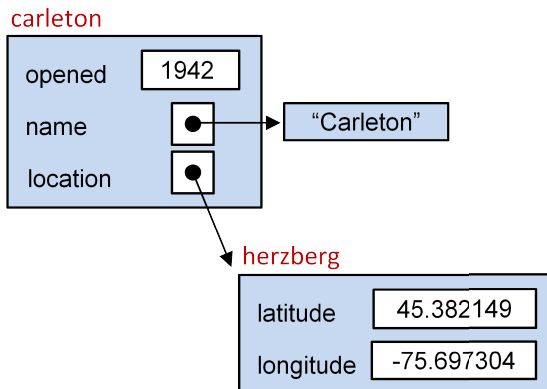 carleton
opened 1942
name
“Carleton”
location
herzberg
latitude 45.382149
longitude -75.697304